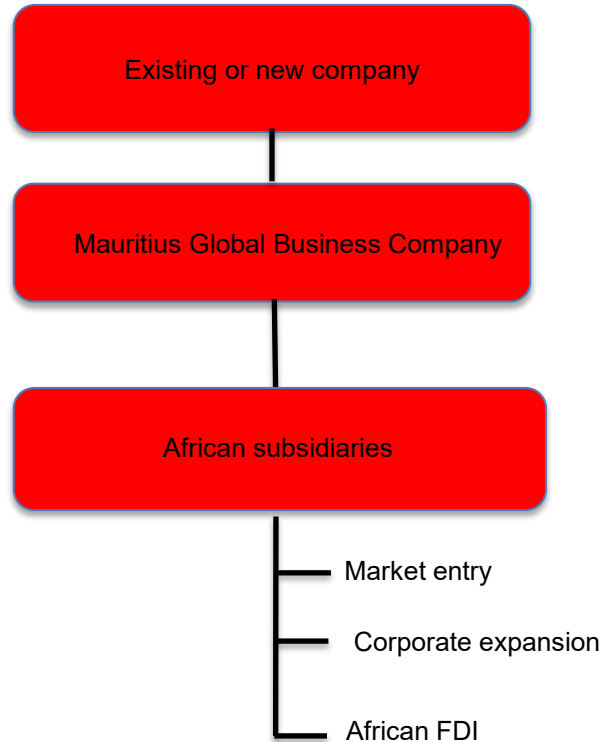 Existing or new company
Mauritius Global Business Company
African subsidiaries
Market entry
Corporate expansion
African FDI